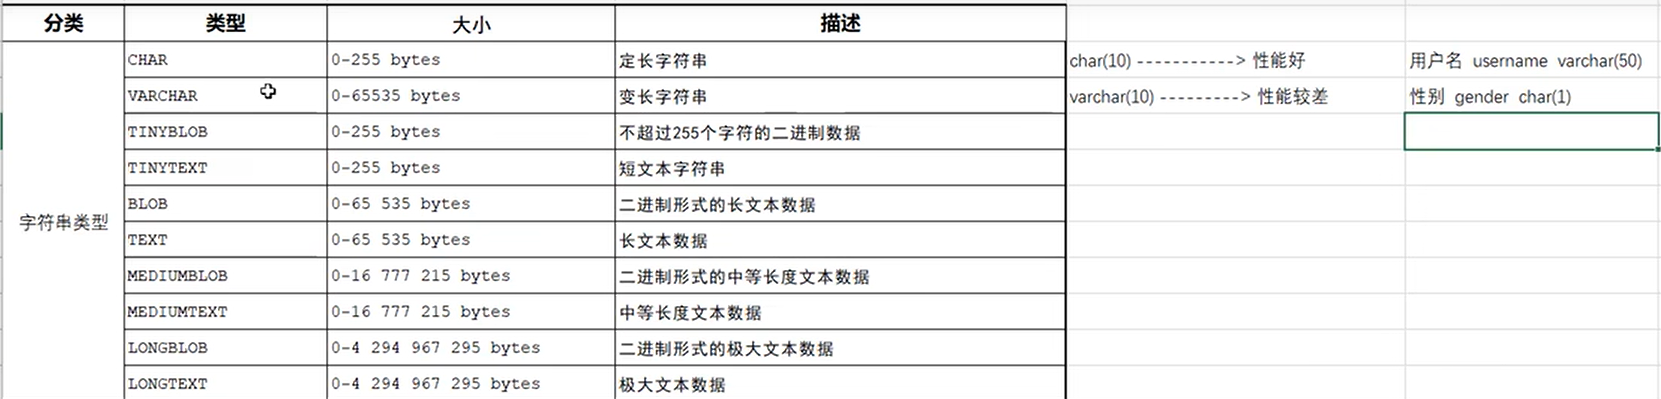 分类 类型 大小 描述
CHAR 0-255 bytes 定长字符串 char(10) -----------> 性能好 用户名 username varchar(50)
VARCHAR 0-65535 bytes 变长字符串 varchar(10) ---------> 性能较差 性别 gender char(1)
TINYBLOB 0-255 bytes 不超过255个字符的二进制数据
TINYTEXT 0-255 bytes 短文本字符串
BLOB 0-65 535 bytes 二进制形式的长文本数据
字符串类型
TEXT 0-65 535 bytes 长文本数据
MEDIUMBLOB 0-16 777 215 bytes 二进制形式的中等长度文本数据
MEDIUMTEXT 0-16 777 215 bytes 中等长度文本数据
LONGBLOB 0-4 294 967 295 bytes 二进制形式的极大文本数据
LONGTEXT 0-4 294 967 295 bytes 极大文本数据